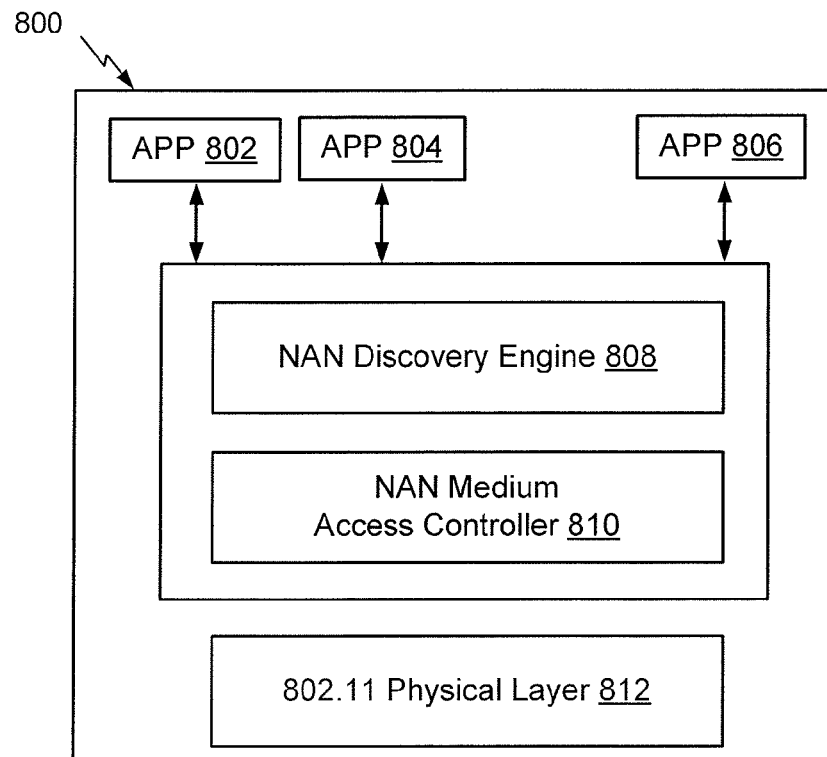 800
APP 802
APP 804
APP 806
NAN Discovery Engine 808
NAN Medium
Access Controller 810
802.11 Physical Layer 812